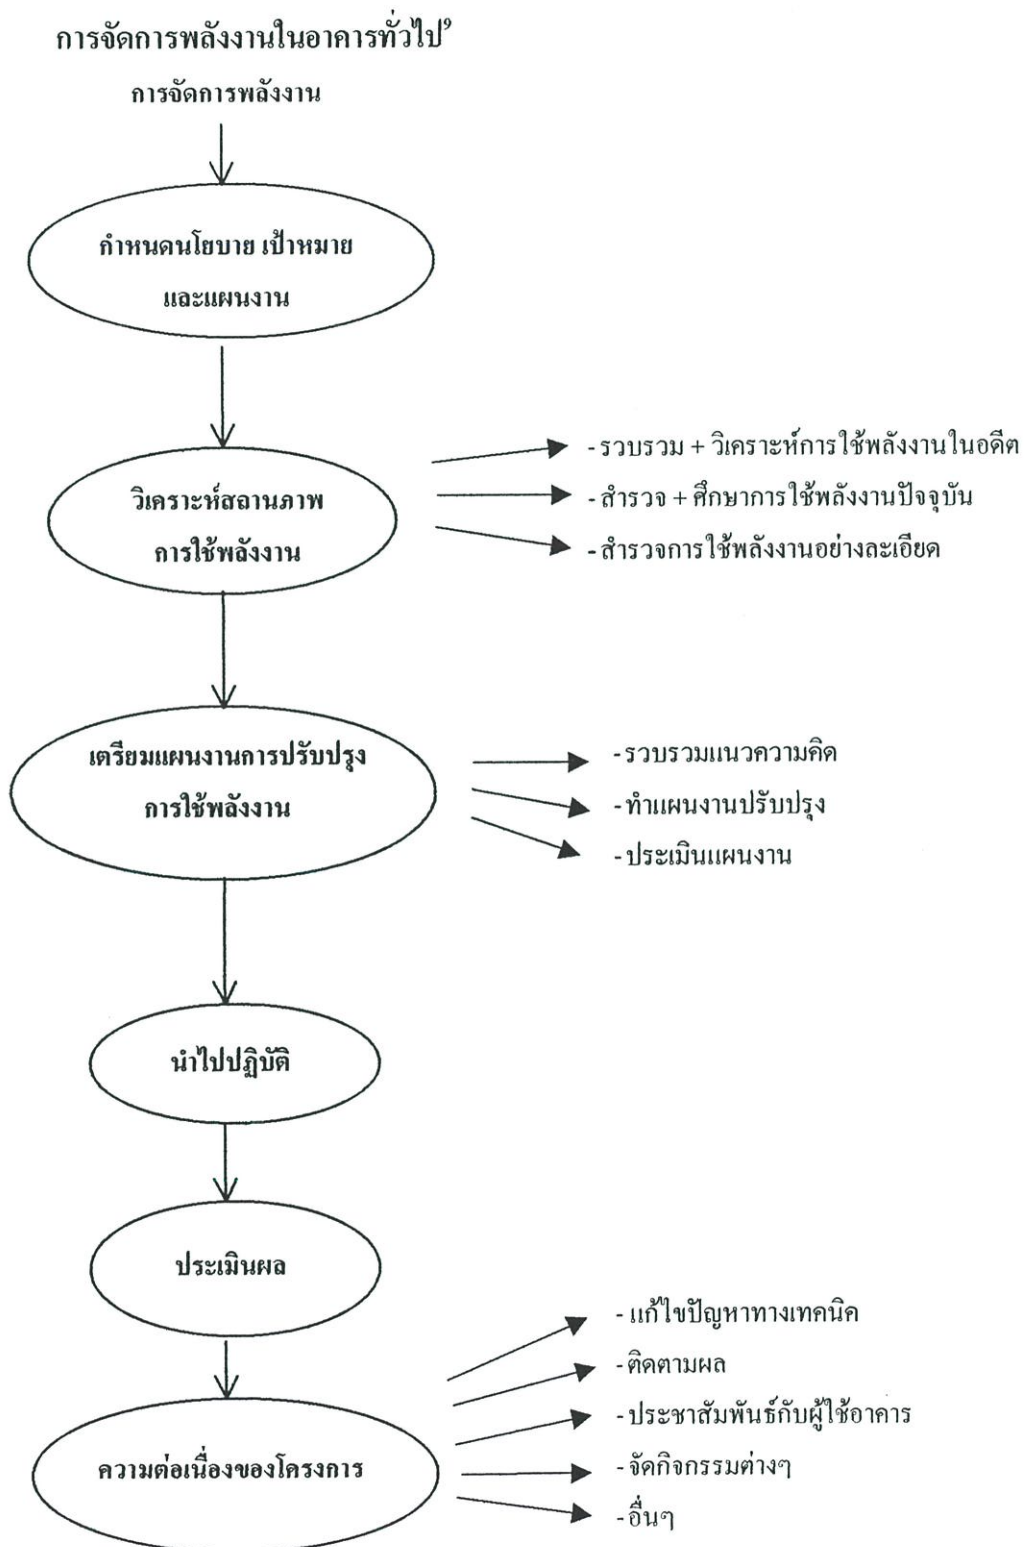 การจัดการพลังงานในอาคารทั่วไป๑
การจัดการพลังงาน
กำหนดนโยบาย เป้าหมาย
และแผนงาน
วิเคราะห์สถานภาพ
การใช้พลังงาน
- รวบรวม + วิเคราะห์การใช้พลังงานในอดีต
- สำรวจ + ศึกษาการใช้พลังงานปัจจุบัน
- สำรวจการใช้พลังงานอย่างละเอียด
เตรียมแผนงานการปรับปรุง
การใช้พลังงาน
- รวบรวมแนวความคิด
- ทำแผนงานปรับปรุง
- ประเมินแผนงาน
นำไปปฏิบัติ
ประเมินผล
ความต่อเนื่องของโครงการ
- แก้ไขปัญหาทางเทคนิค
- ติดตามผล
- ประชาสัมพันธ์กับผู้ใช้อาคาร
- จัดกิจกรรมต่างๆ
- อื่นๆ